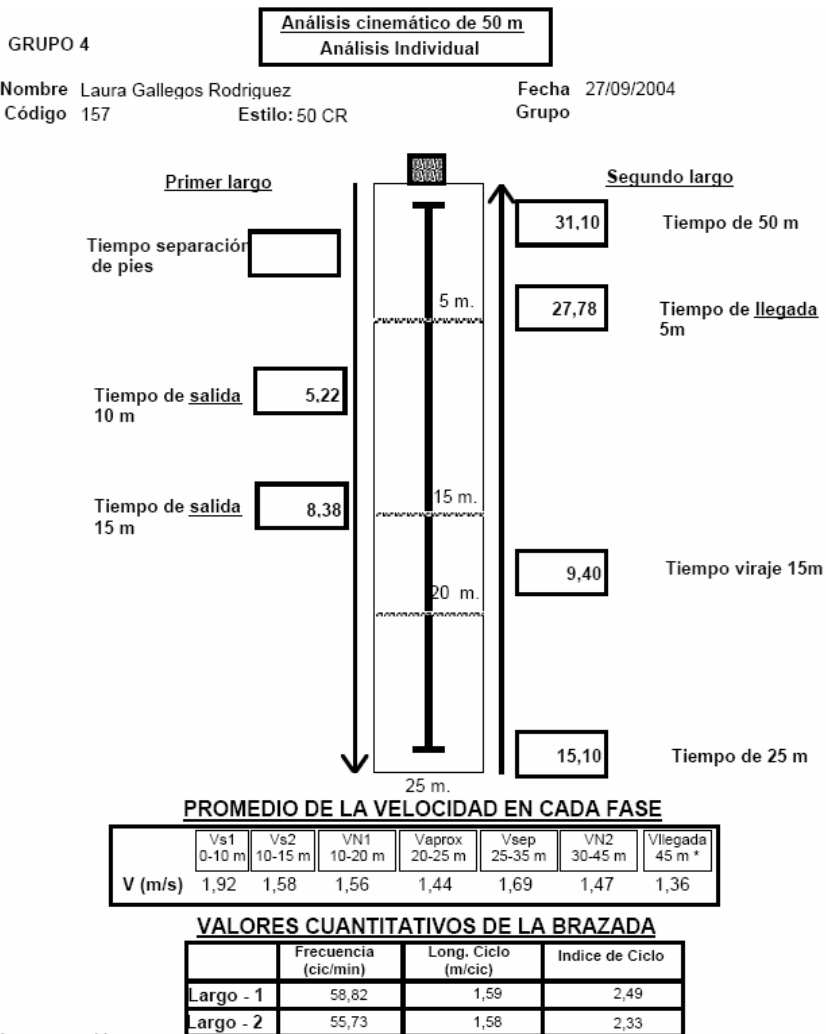 GRUPO 4
Análisis cinemático de 50 m
Análisis Individual
Nombre Laura Gallegos Rodriguez
Fecha 27/09/2004
Código 157
Estilo: 50 CR
Grupo
Primer largo
Segundo largo
Tiempo separación
de pies
31,10
Tiempo de 50 m
5 m.
27,78
Tiempo de llegada
5m
Tiempo de salida
10 m
5,22
Tiempo de salida
15 m
8,38
15 m.
9,40
Tiempo viraje 15m
20 m.
15,10
Tiempo de 25 m
25 m.
PROMEDIO DE LA VELOCIDAD EN CADA FASE
Vs1 Vs2 VN1 Vaprox Vsep VN2 Vllegada
0-10 m 10-15 m 10-20 m 20-25 m 25-35 m 30-45 m 45 m *
V (m/s) 1,92 1,58 1,56 1,44 1,69 1,47 1,36
VALORES CUANTITATIVOS DE LA BRAZADA
Frecuencia Long. Ciclo Indice de Ciclo
(cic/min) (m/cic)
Largo - 1 58,82 1,59 2,49
Largo - 2 55,73 1,58 2,33